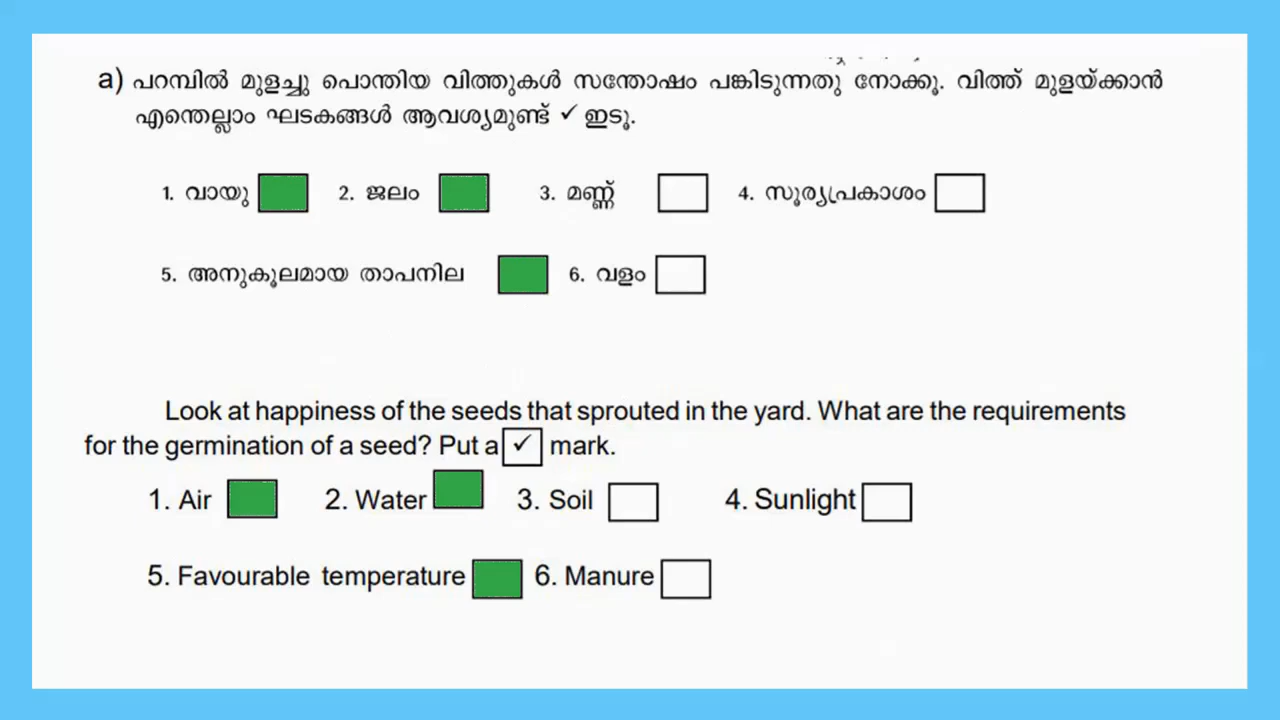 a) പറമ്പിൽ മുളച്ചു പൊന്തിയ വിത്തുകൾ സന്തോഷം പങ്കിടുന്നതു നോക്കൂ. വിത്ത് മുളയ്ക്കാൻ
എന്തെല്ലാം ഘടകങ്ങൾ ആവശ്യമുണ്ട് ✓ ഇടൂ.
1. വായു 2. ജലം 3. മണ്ണ് 4. സൂര്യപ്രകാശം
5. അനുകൂലമായ താപനില 6. വളം
Look at happiness of the seeds that sprouted in the yard. What are the requirements
for the germination of a seed? Put a ✓ mark.
1. Air 2. Water 3. Soil 4. Sunlight
5. Favourable temperature 6. Manure